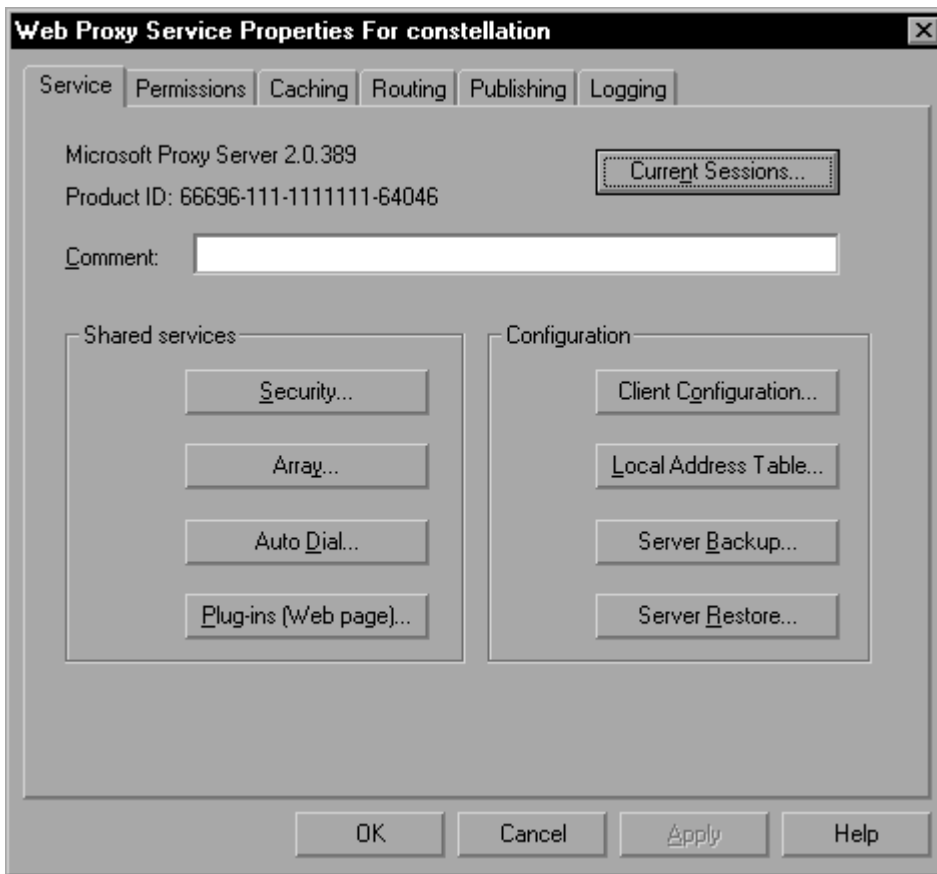 Web Proxy Service Properties For constellation
Service Permissions Caching Routing Publishing Logging
Microsoft Proxy Server 2.0.389
Current Sessions...
Product ID: 66696-111-1111111-64046
Comment:
Shared services
Security...
Array...
Auto Dial...
Plug-ins (Web page)...
Configuration
Client Configuration...
Local Address Table...
Server Backup...
Server Restore...
OK Cancel Apply Help